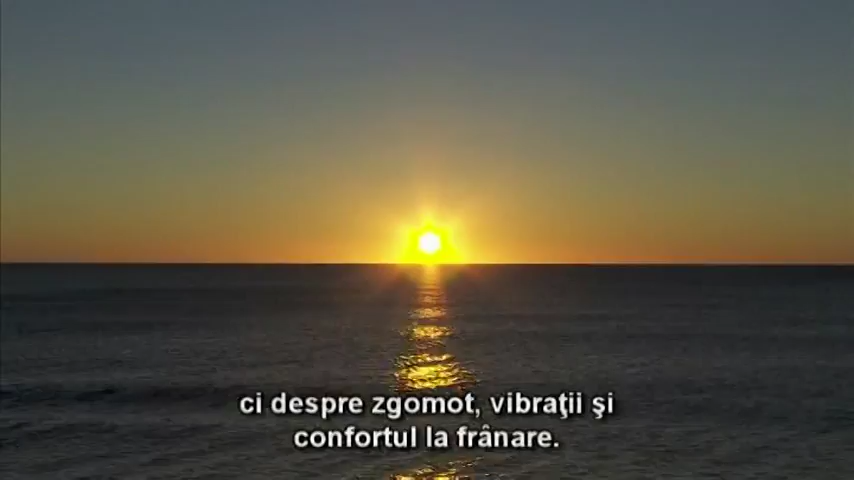 ci despre zgomot, vibraţii şi
confortul la frânare.